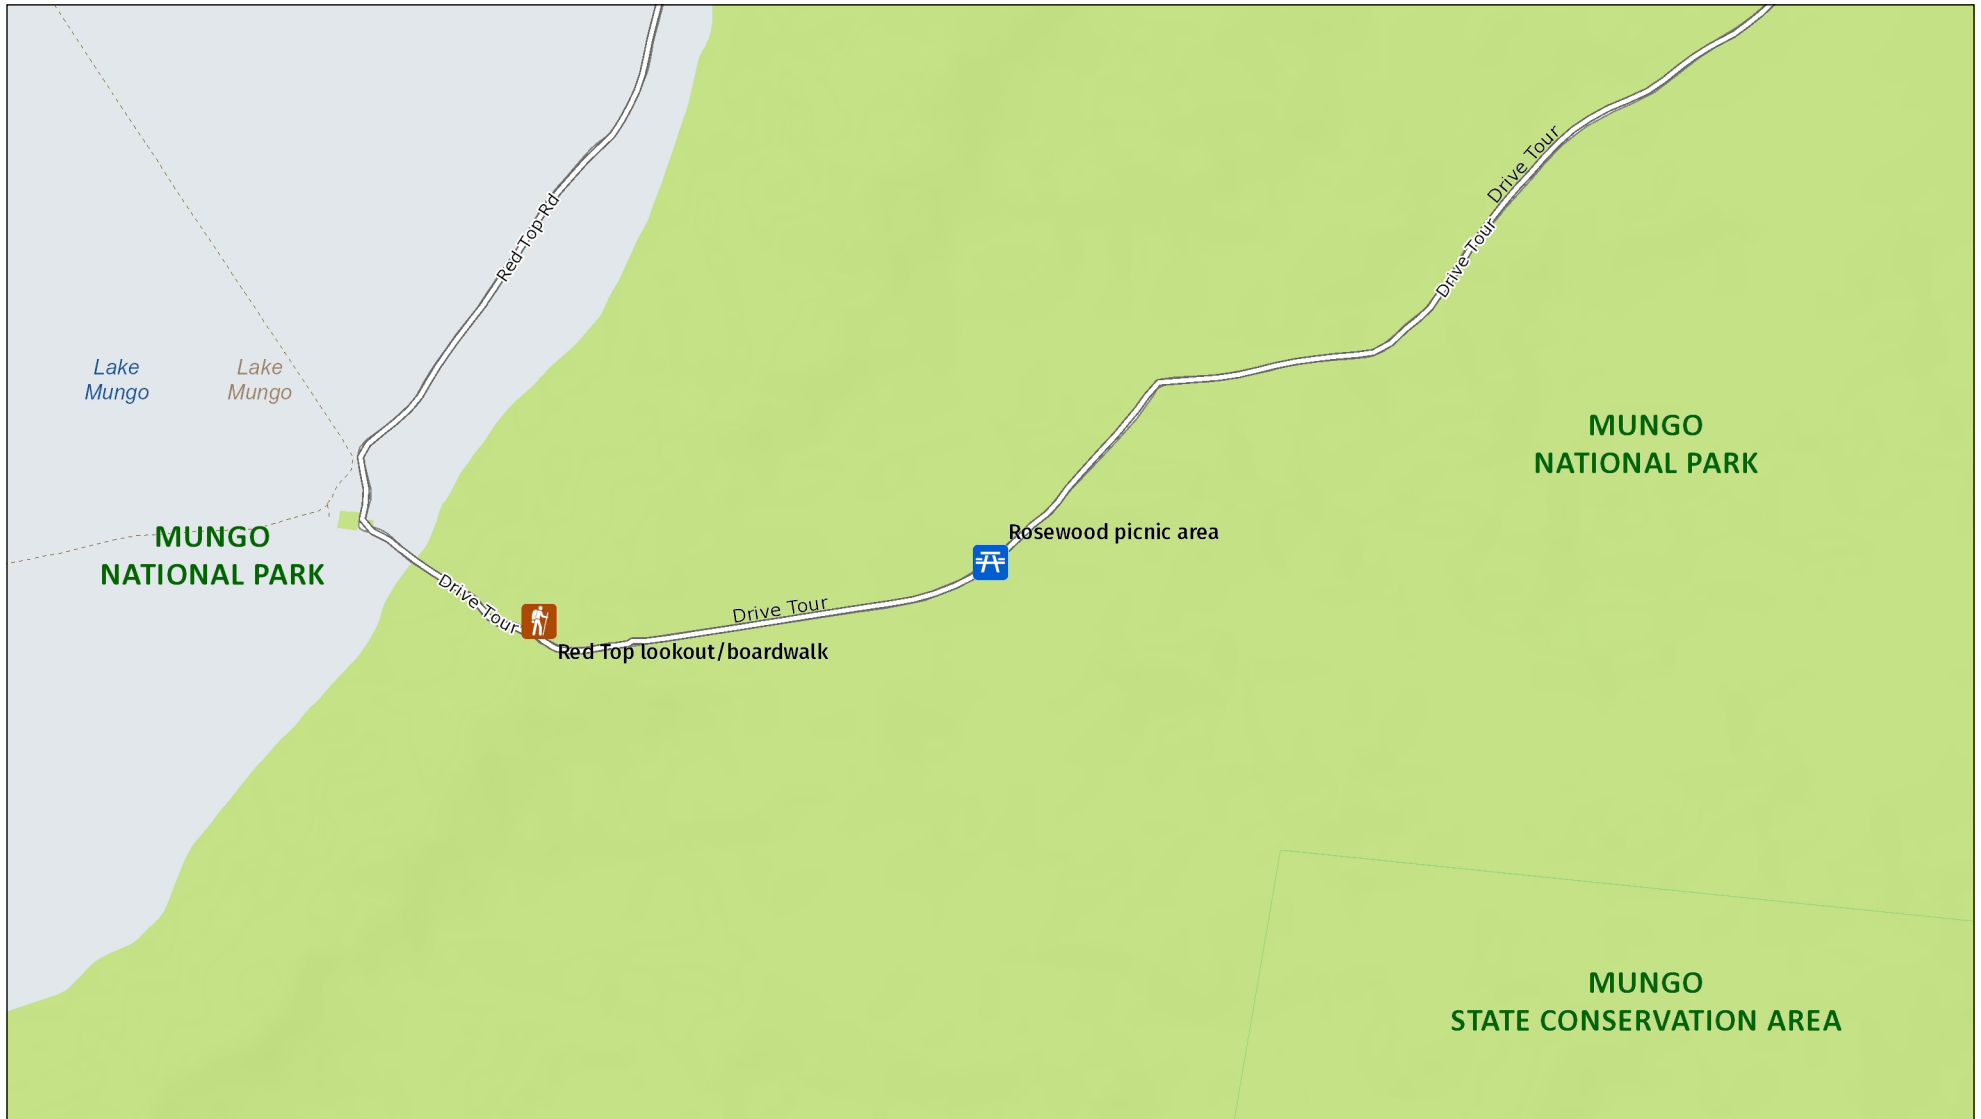 Drive Tour
Red-Top-Rd
Drive-Tour
Lake
Mungo
Lake
Mungo
MUNGO
NATIONAL PARK
MUNGO
NATIONAL PARK
Rosewood picnic area
Drive-Tour
Drive Tour
Red Top lookout/boardwalk
MUNGO
STATE CONSERVATION AREA